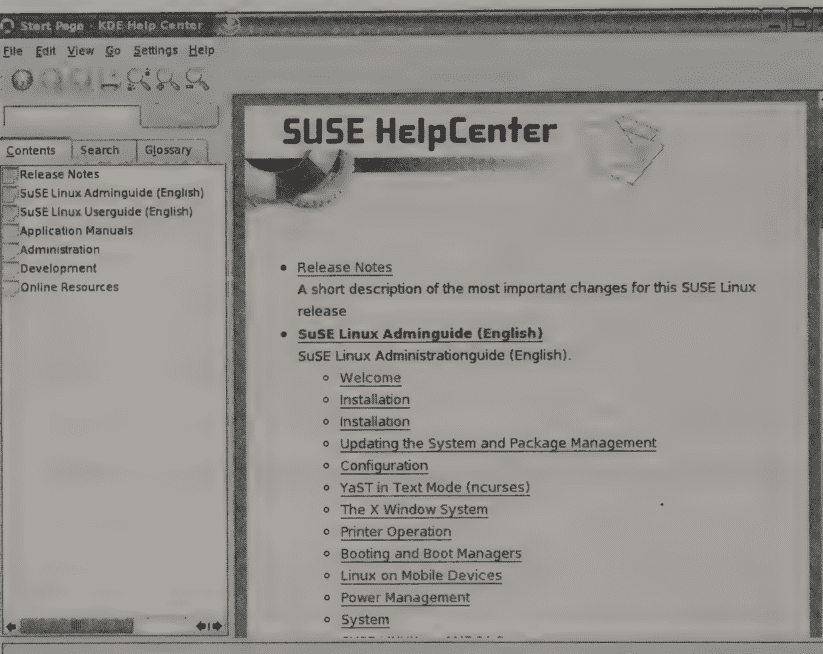 Start Page - KDE Help Center
File Edit View Go Settings Help
Contents Search Glossary
Release Notes
SuSE Linux Adminguide (English)
SuSE Linux Userguide (English)
Application Manuals
Administration
Development
Online Resources
SUSE HelpCenter
Release Notes
A short description of the most important changes for this SUSE Linux
release
SuSE Linux Adminguide (English)
SuSE Linux Administrationguide (English).
Welcome
Installation
Installation
Updating the System and Package Management
Configuration
YaST in Text Mode (ncurses)
The X Window System
Printer Operation
Booting and Boot Managers
Linux on Mobile Devices
Power Management
System